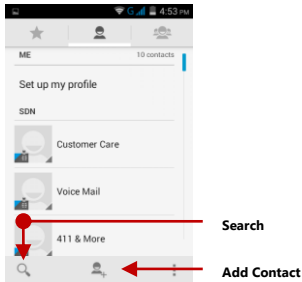 G 4:53 PM
ME 10 contacts
Set up my profile
SDN
Customer Care
Voice Mail
411 & More
Search
Add Contact